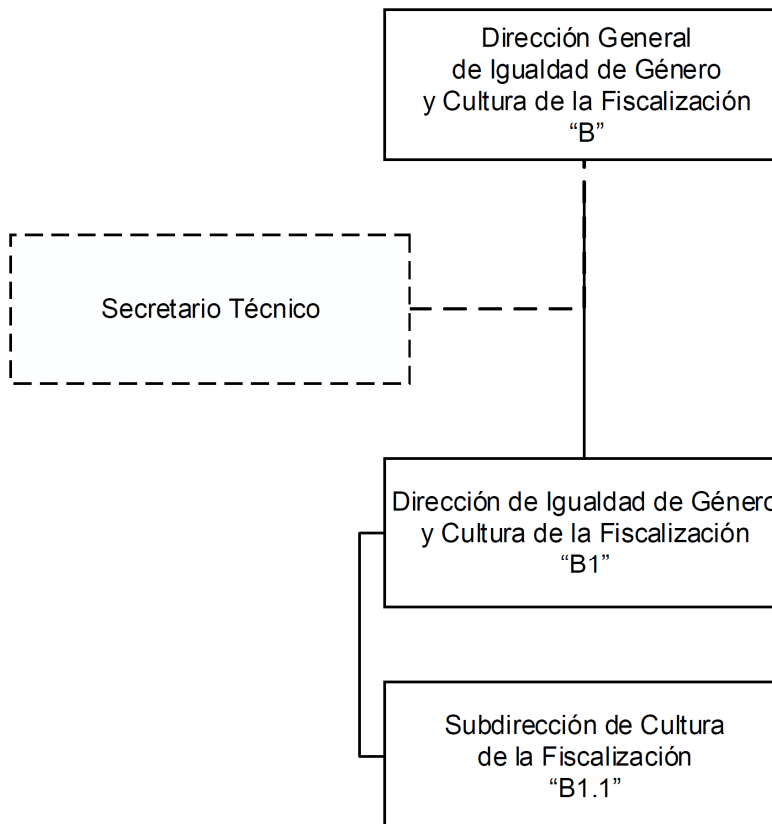 Dirección General
de Igualdad de Género
y Cultura de la Fiscalización
“B”
Secretario Técnico
Dirección de Igualdad de Género
y Cultura de la Fiscalización
“B1”
Subdirección de Cultura
de la Fiscalización
“B1.1”